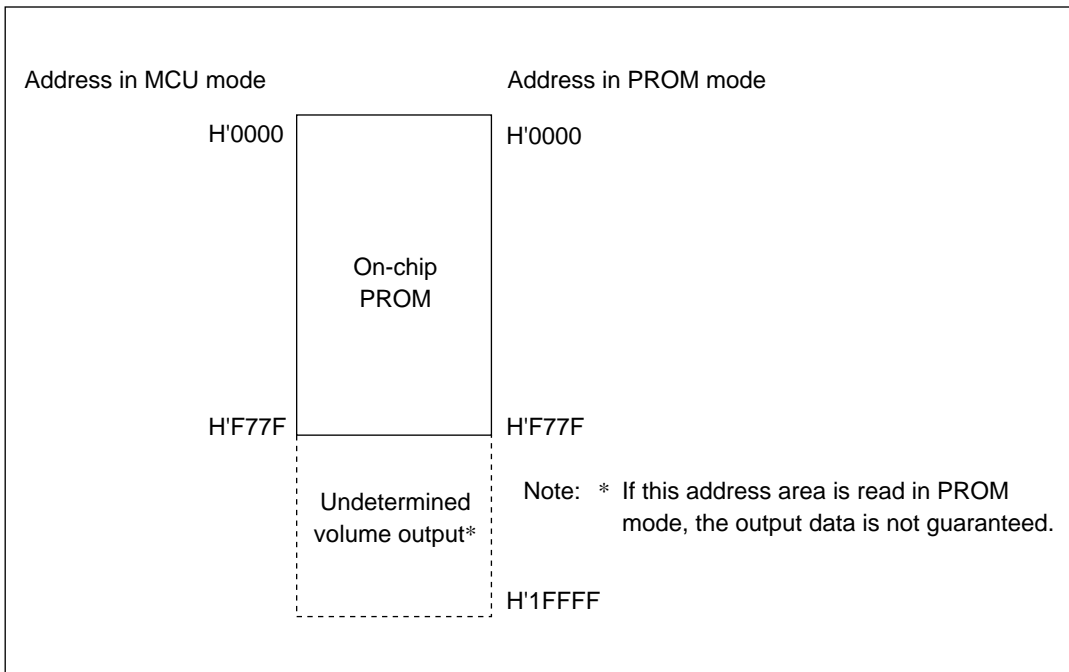 Address in MCU mode
Address in PROM mode
H'0000
H'0000
On-chip
PROM
H'F77F
H'F77F
Undetermined
volume output*
Note: * If this address area is read in PROM
mode, the output data is not guaranteed.
H'1FFFF